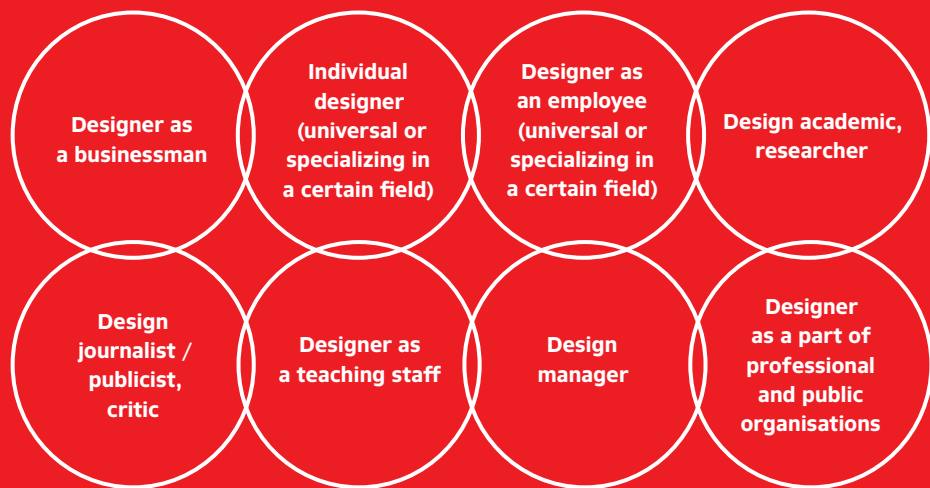 Designer as
a businessman
Individual
designer
(universal or
specializing in
a certain field)
Designer as
an employee
(universal or
specializing in
a certain field)
Design academic,
researcher
Design
journalist /
publicist,
critic
Designer as
a teaching staff
Design
manager
Designer
as a part of
professional
and public
organisations